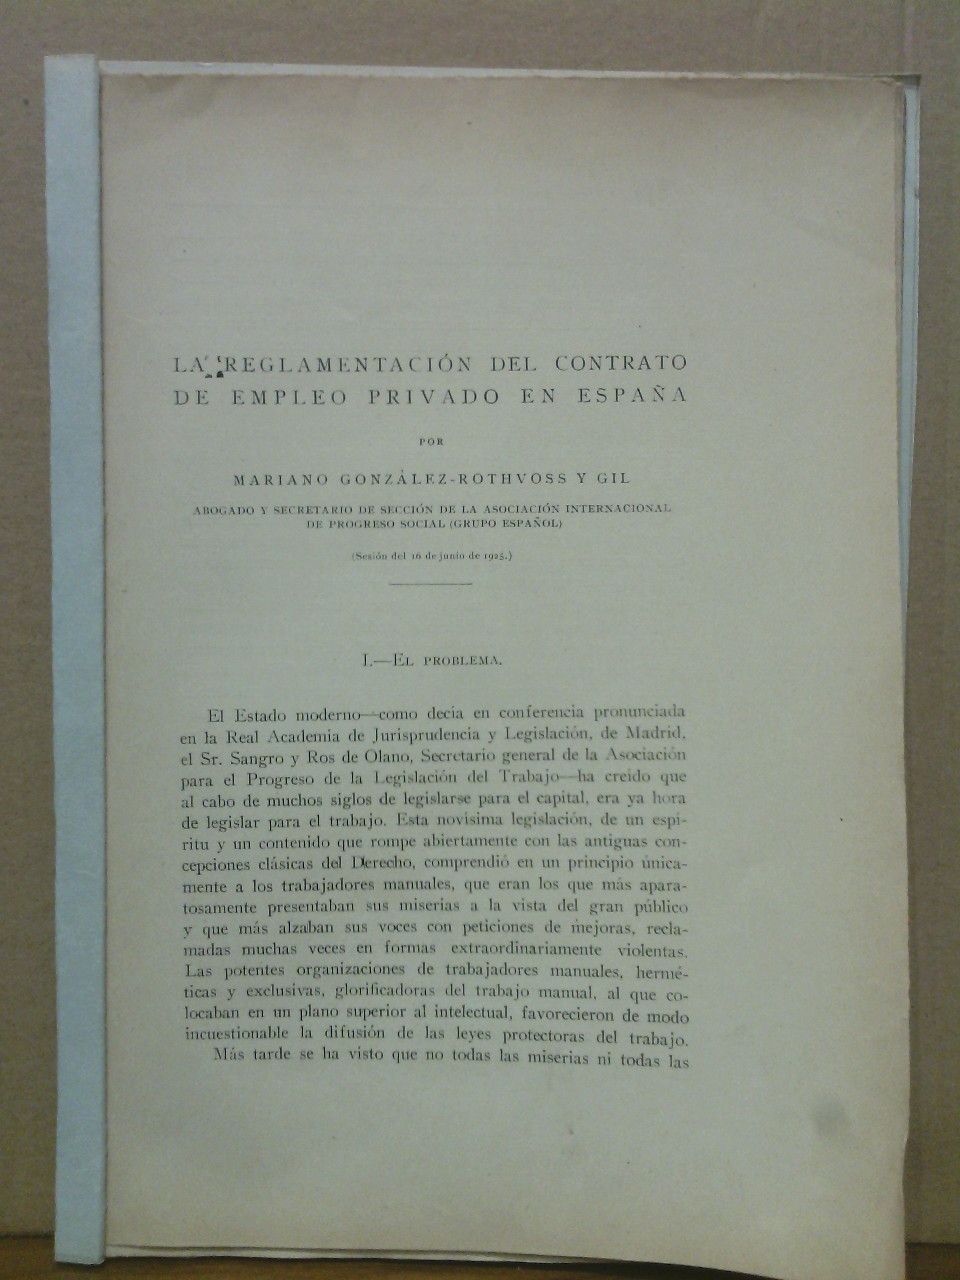 LA REGLAMENTACIÓN DEL CONTRATO
DE EMPLEO PRIVADO EN ESPAÑA
POR
MARIANO GONZÁLEZ-ROTHVOSS Y GIL
ABOGADO Y SECRETARIO DE SECCIÓN DE LA ASOCIACIÓN INTERNACIONAL
DE PROGRESO SOCIAL (GRUPO ESPAÑOL)
(Sesión del 16 de junio de 1925.)
I.—EL PROBLEMA.
El Estado moderno—como decía en conferencia pronunciada
en la Real Academia de Jurisprudencia y Legislación, de Madrid,
el Sr. Sangro y Ros de Olano, Secretario general de la Asociación
para el Progreso de la Legislación del Trabajo—ha creído que
al cabo de muchos siglos de legislarse para el capital, era ya hora
de legislar para el trabajo. Esta novísima legislación, de un espí-
ritu y un contenido que rompe abiertamente con las antiguas con-
cepciones clásicas del Derecho, comprendió en un principio única-
mente a los trabajadores manuales, que eran los que más apara-
tosamente presentaban sus miserias a la vista del gran público
y que más alzaban sus voces con peticiones de mejoras, recla-
madas muchas veces en formas extraordinariamente violentas.
Las potentes organizaciones de trabajadores manuales, hermé-
ticas y exclusivas, glorificadoras del trabajo manual, al que co-
locaban en un plano superior al intelectual, favorecieron de modo
incuestionable la difusión de las leyes protectoras del trabajo.
Más tarde se ha visto que no todas las miserias ni todas las